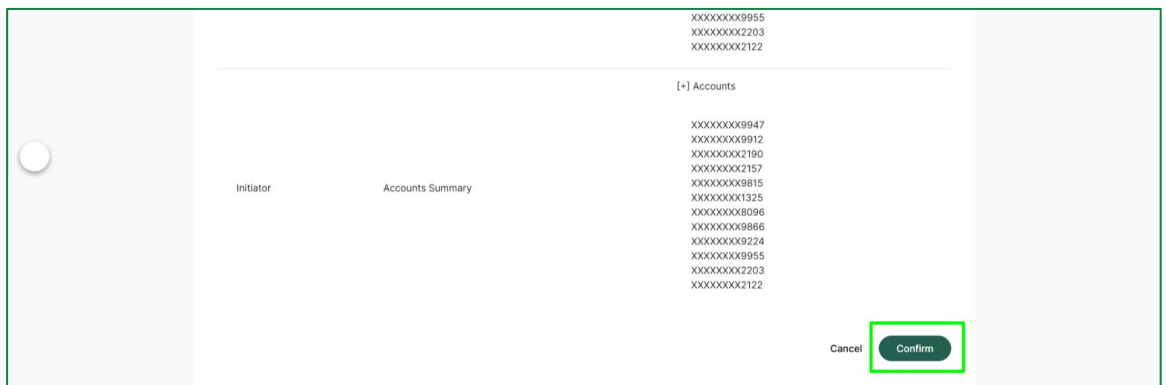 XXXXXXXX9955
XXXXXXXX2203
XXXXXXXX2122
[+] Accounts
XXXXXXXX9947
XXXXXXXX9912
XXXXXXXX2190
XXXXXXXX2157
XXXXXXXX9815
Initiator Accounts Summary
XXXXXXXX1325
XXXXXXXX8096
XXXXXXXX9866
XXXXXXXX9224
XXXXXXXX9955
XXXXXXXX2203
XXXXXXXX2122
Cancel Confirm